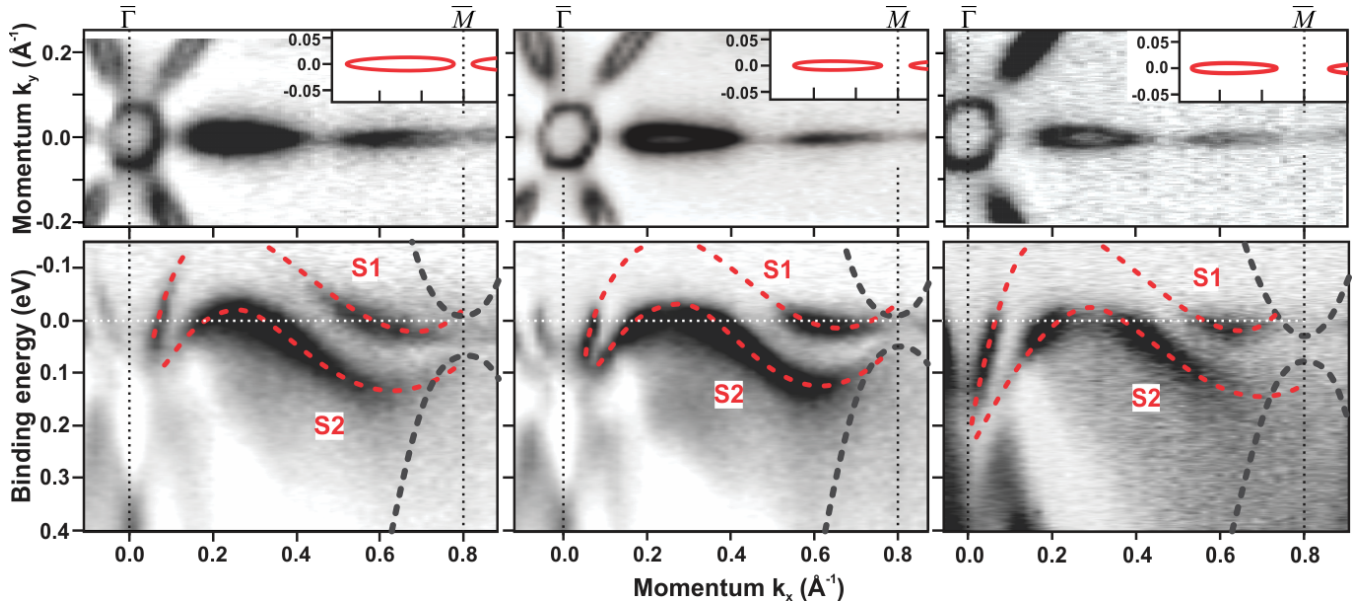 Γ̅ M̅ Γ̅ M̅ Γ̅ M̅
Momentum ky (Å-1)
0.2 0.0 -0.2
0.05 0.0 -0.05
0.05 0.0 -0.05
0.05 0.0 -0.05
Binding energy (eV)
-0.1 0.0 0.1 0.2 0.3 0.4
S1
S2
S1
S2
S1
S2
0.0 0.2 0.4 0.6 0.8 0.0 0.2 0.4 0.6 0.8 0.0 0.2 0.4 0.6 0.8
Momentum kx (Å-1)